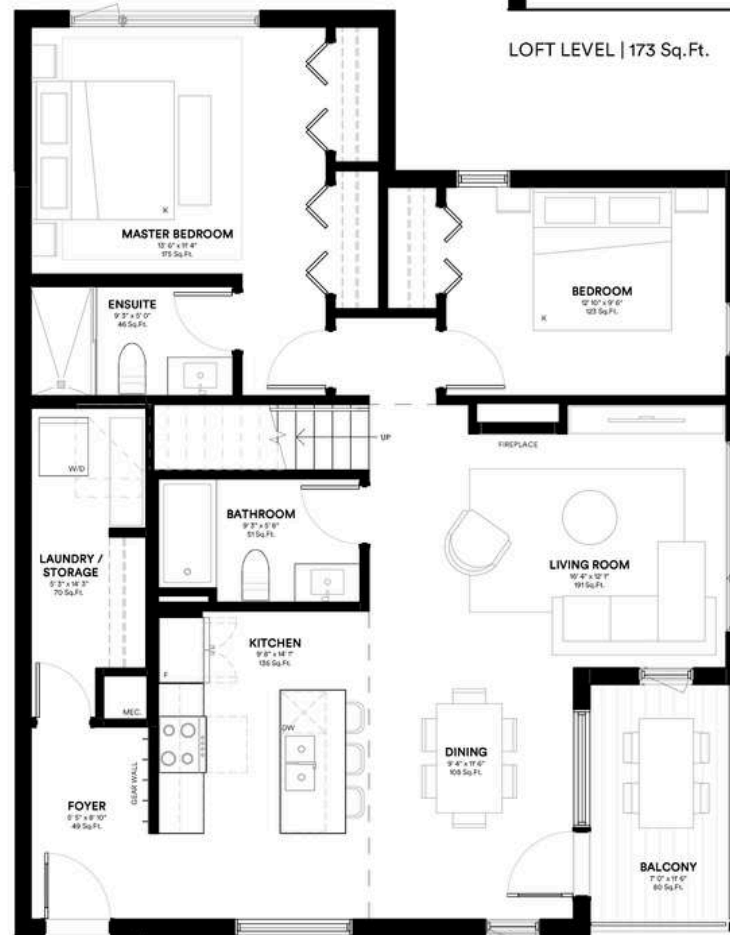 LOFT LEVEL | 173 Sq.Ft.
MASTER BEDROOM
13' 6" x 11' 4"
175 Sq.Ft.
K
BEDROOM
12' 10" x 9' 6"
123 Sq.Ft.
K
ENSUITE
9' 3" x 5' 0"
46 Sq.Ft.
UP
W/D
FIREPLACE
BATHROOM
9' 3" x 5' 8"
51 Sq.Ft.
LAUNDRY /
STORAGE
5' 3" x 14' 3"
70 Sq.Ft.
LIVING ROOM
16' 4" x 12' 1"
191 Sq.Ft.
KITCHEN
9' 8" x 14' 1"
136 Sq.Ft.
F
MEC.
DW
GEAR WALL
DINING
9' 4" x 11' 6"
108 Sq.Ft.
FOYER
49 Sq.Ft.
BALCONY
7' 0" x 11' 6"
80 Sq.Ft.